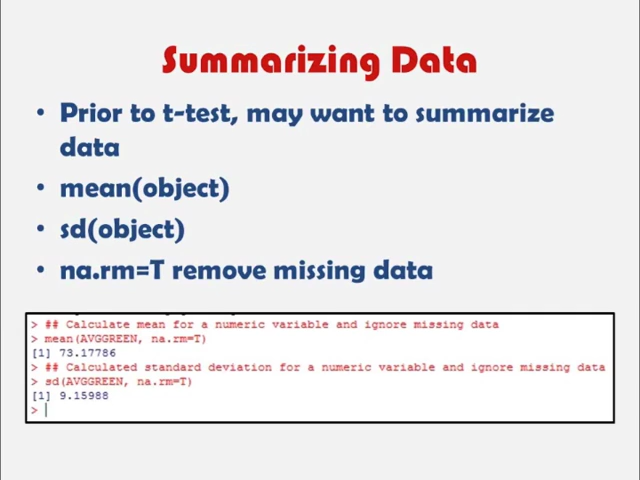 Summarizing Data
• Prior to t-test, may want to summarize
data
• mean(object)
• sd(object)
• na.rm=T remove missing data
> ## Calculate mean for a numeric variable and ignore missing data
> mean(AVGGREEN, na.rm=T)
[1] 73.17786
> ## Calculated standard deviation for a numeric variable and ignore missing data
> sd(AVGGREEN, na.rm=T)
[1] 9.15988
>